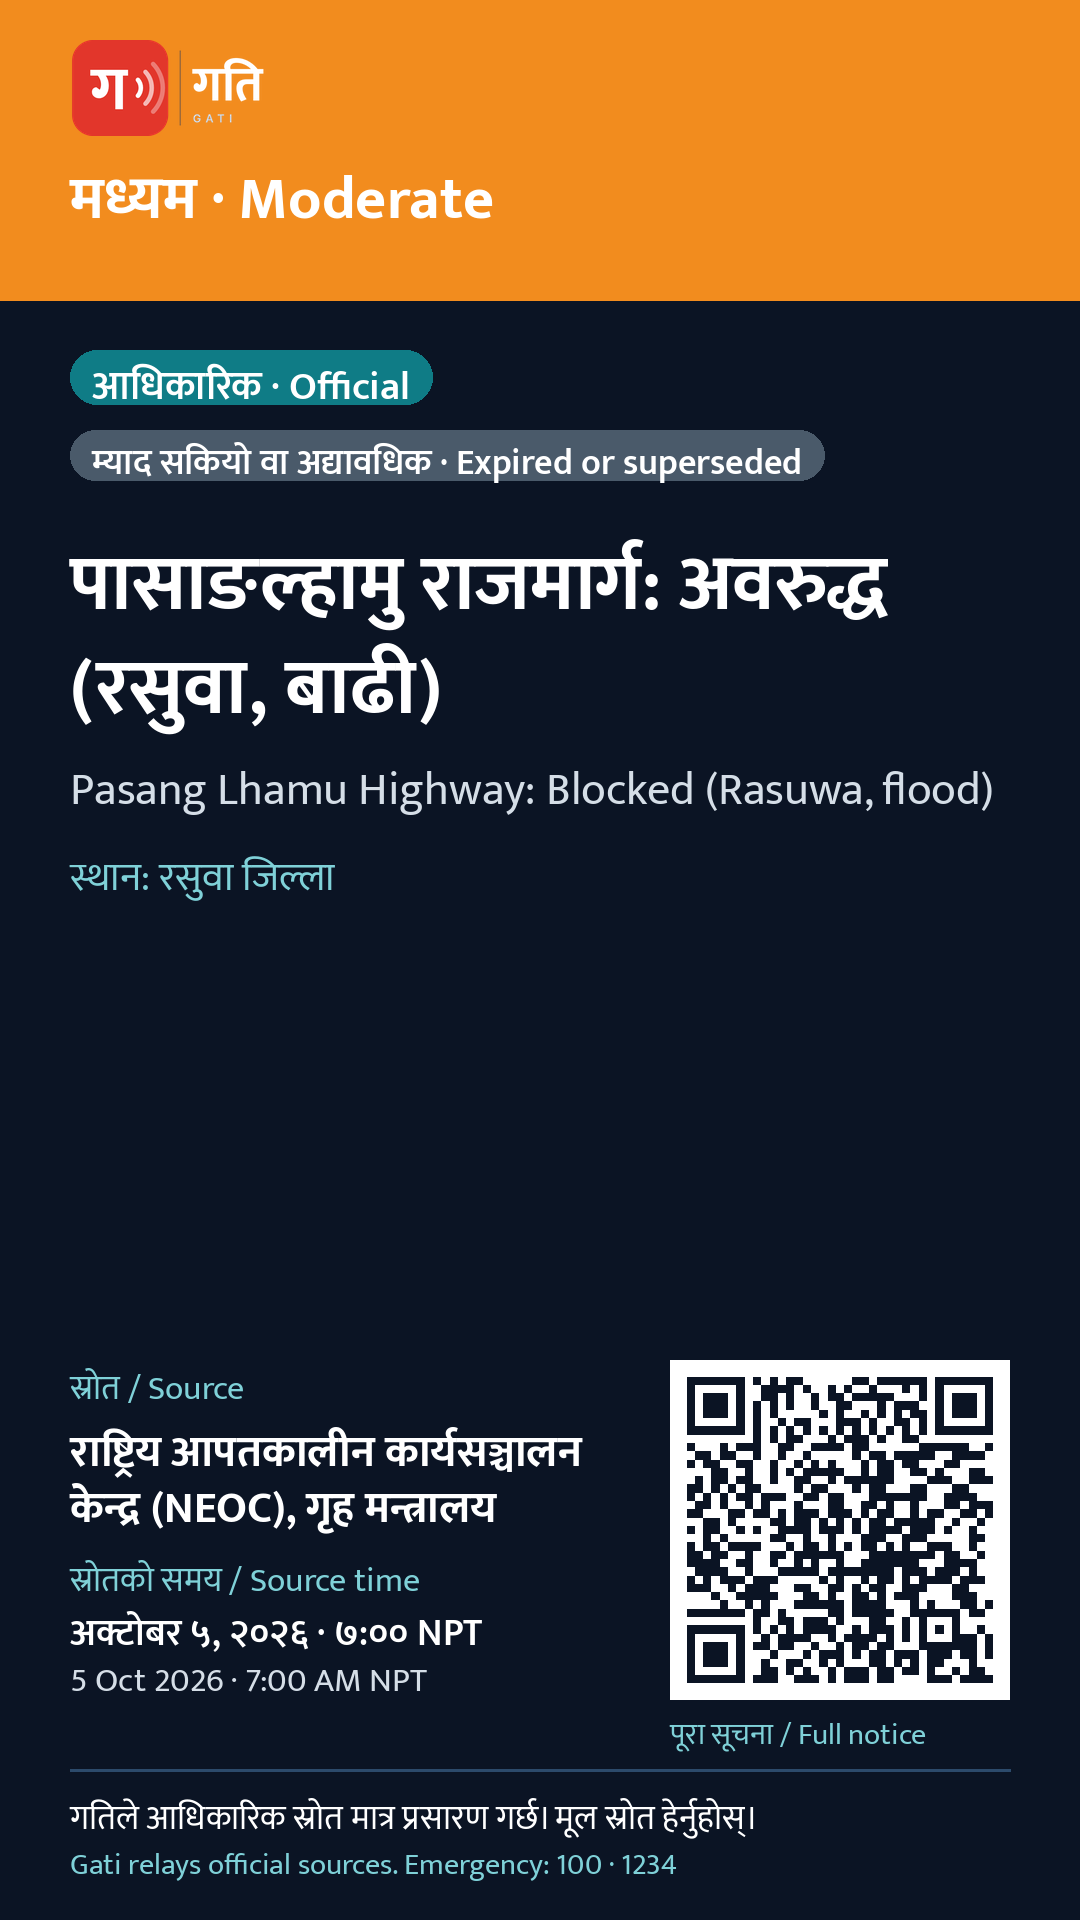 ग
गति
GATI
मध्यम · Moderate
आधिकारिक · Official
म्याद सकियो वा अद्यावधिक · Expired or superseded
पासाङल्हामु राजमार्ग: अवरुद्ध
(रसुवा, बाढी)
Pasang Lhamu Highway: Blocked (Rasuwa, flood)
स्थान: रसुवा जिल्ला
स्रोत / Source
राष्ट्रिय आपतकालीन कार्यसञ्चालन
केन्द्र (NEOC), गृह मन्त्रालय
स्रोतको समय / Source time
अक्टोबर ५, २०२६ · ७:०० NPT
5 Oct 2026 · 7:00 AM NPT
पूरा सूचना / Full notice
गतिले आधिकारिक स्रोत मात्र प्रसारण गर्छ। मूल स्रोत हेर्नुहोस्।
Gati relays official sources. Emergency: 100 · 1234